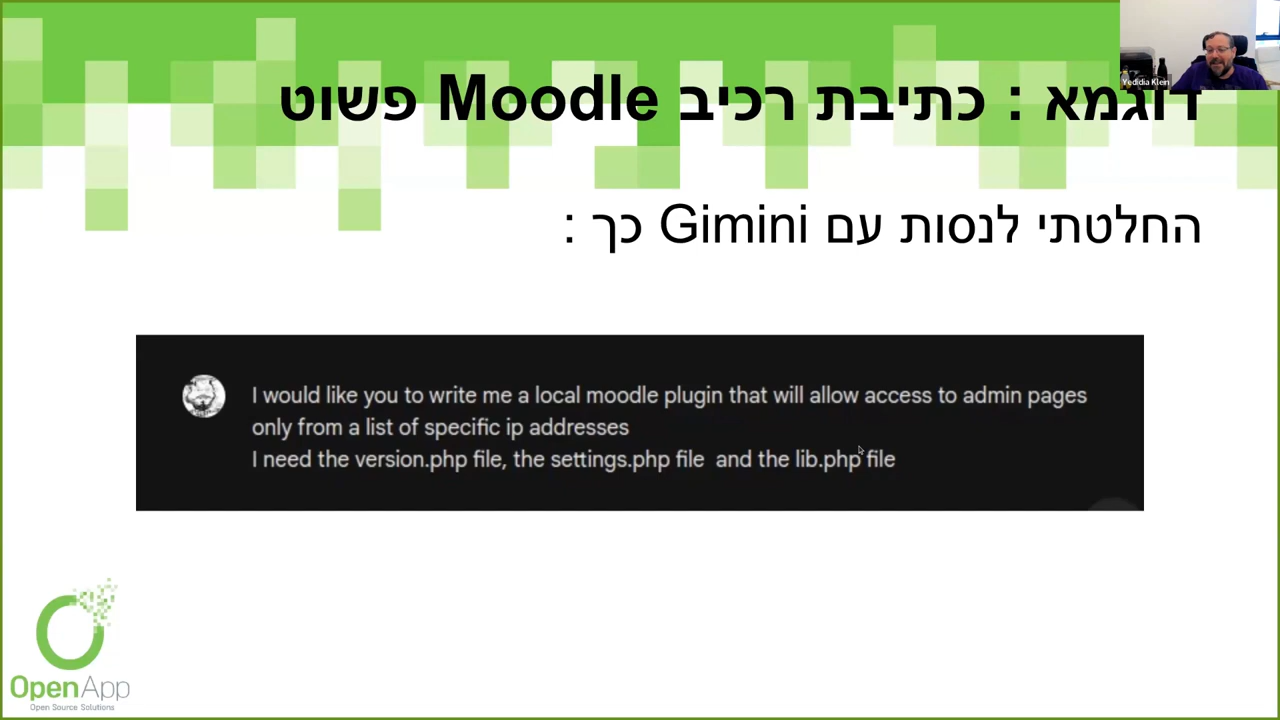 Yedidia Klein
דוגמא : כתיבת רכיב Moodle פשוט
החלטתי לנסות עם Gimini כך :
I would like you to write me a local moodle plugin that will allow access to admin pages
only from a list of specific ip addresses
I need the version.php file, the settings.php file and the lib.php file
OpenApp
Open Source Solutions